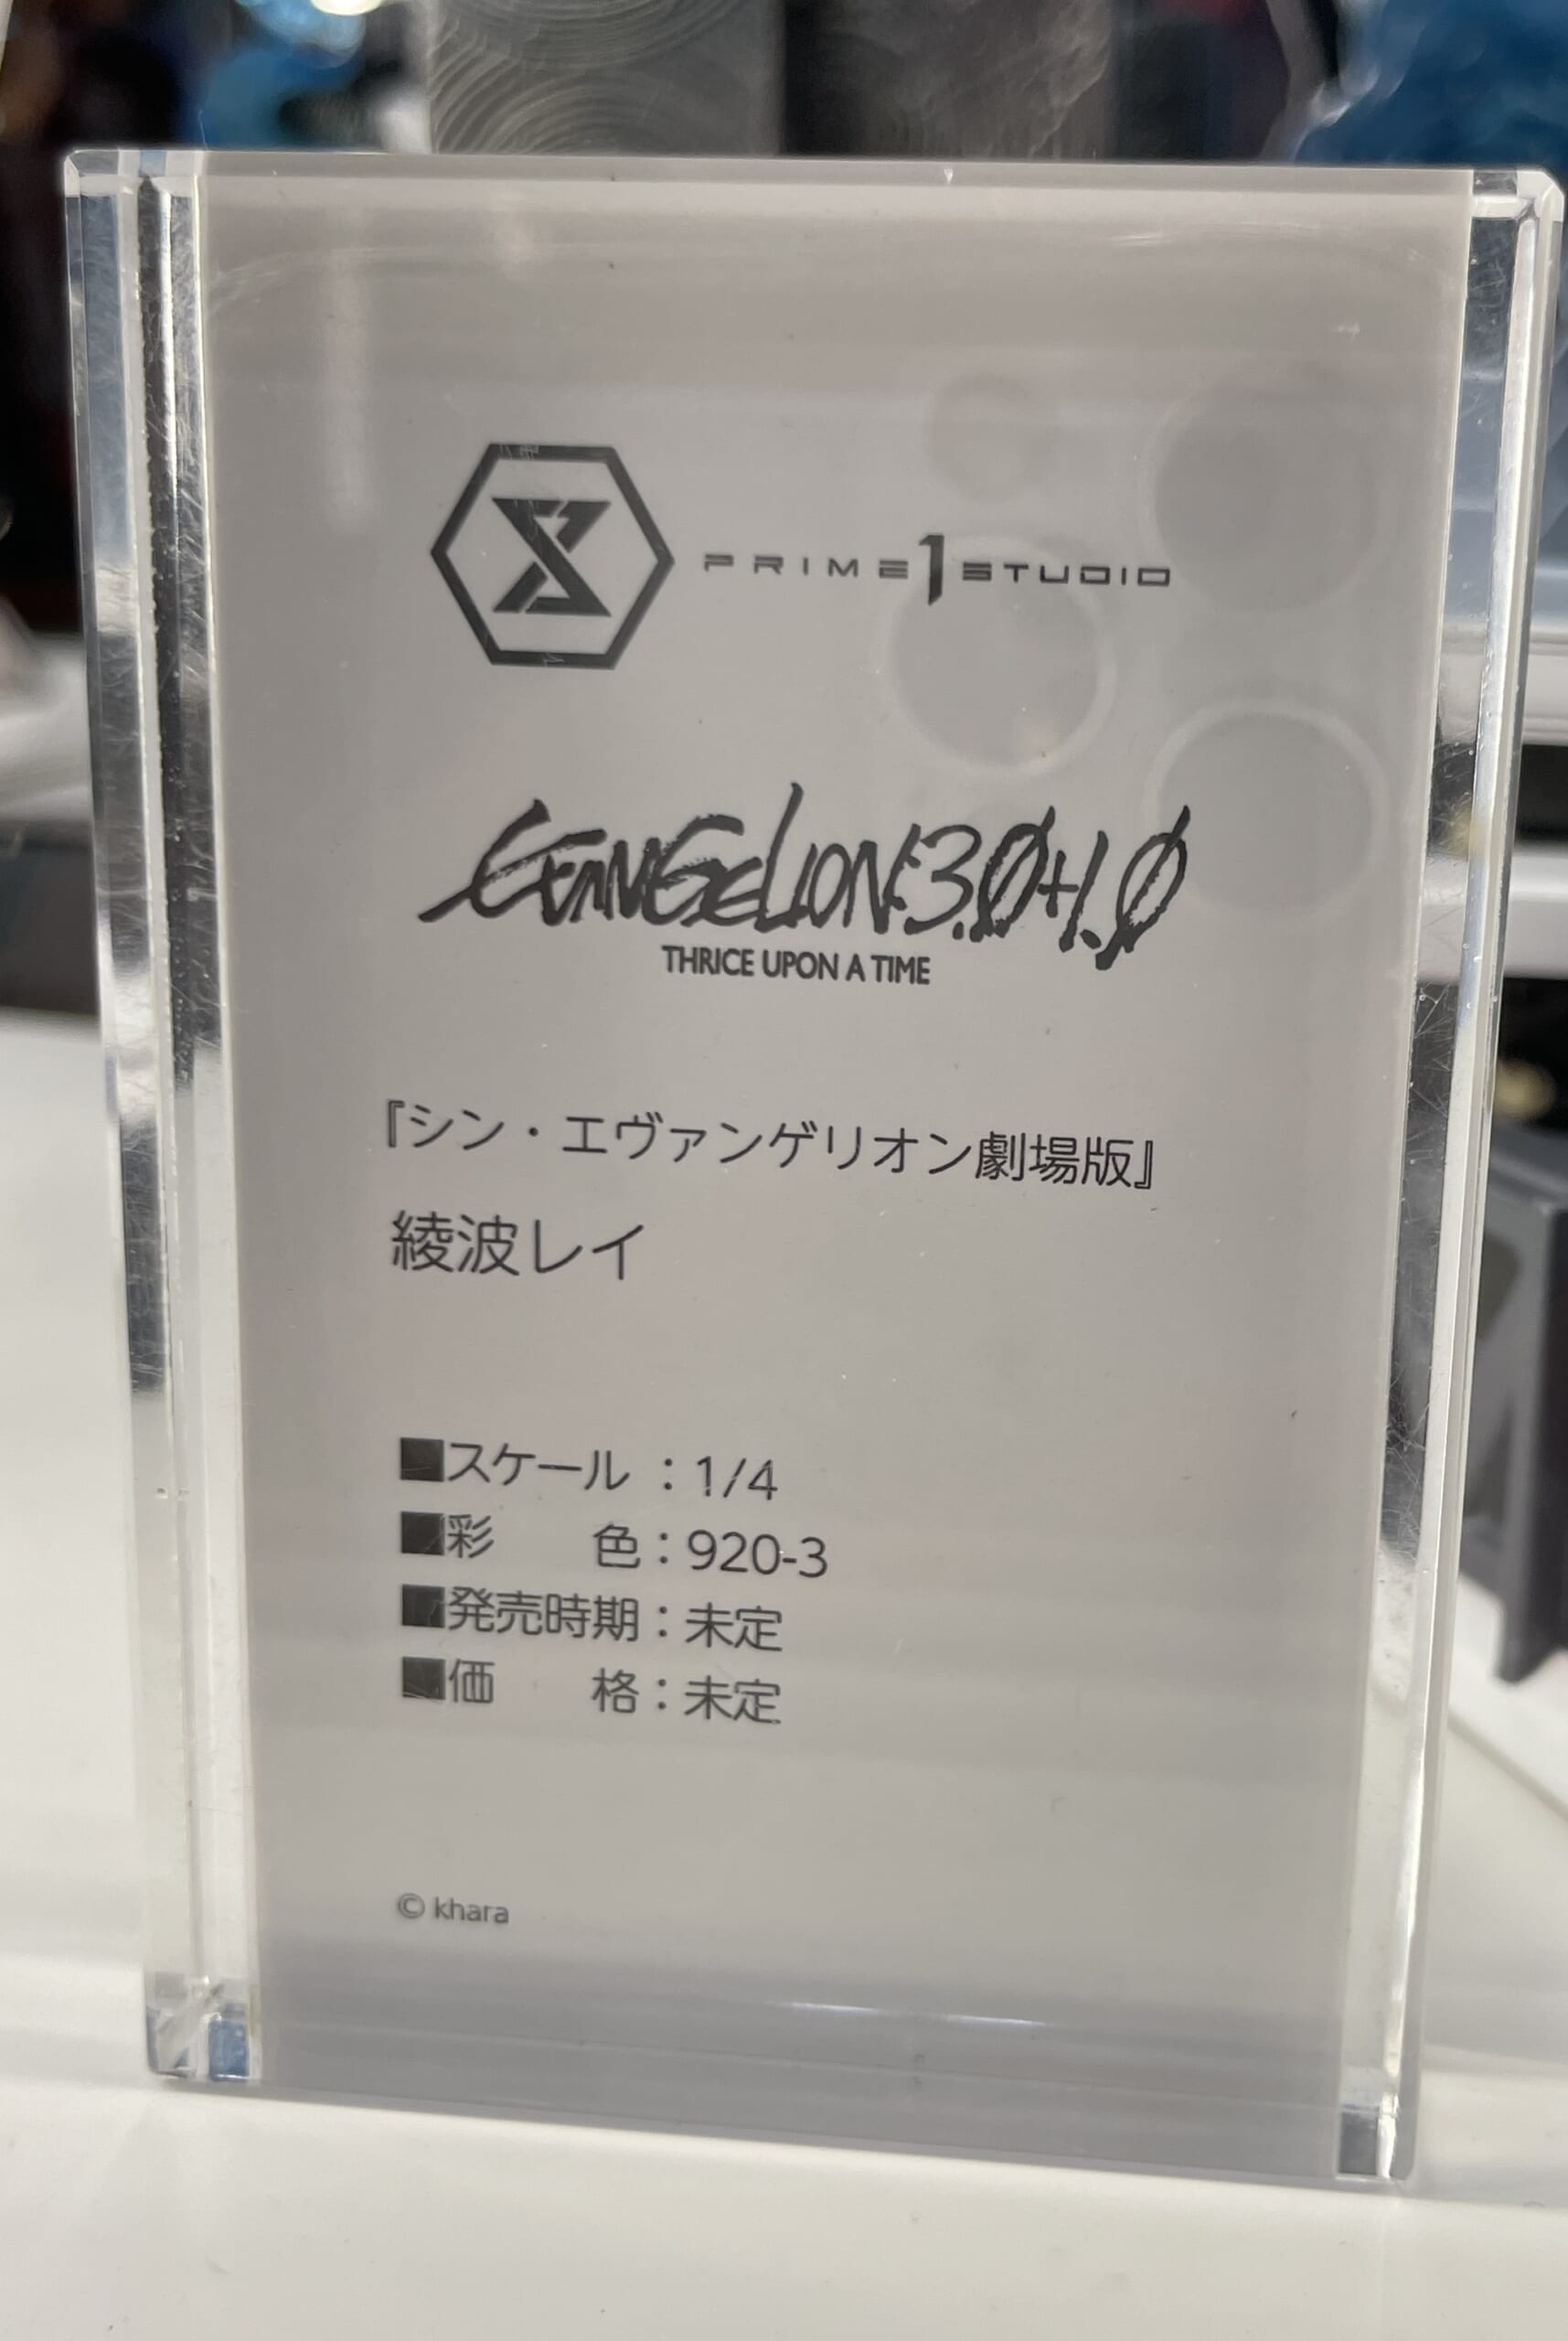 PRIME1STUDIO
EVANGELION:3.0+1.0
THRICE UPON A TIME
『シン・エヴァンゲリオン劇場版』
綾波レイ
■スケール：1/4
■彩　　色：920-3
■発売時期：未定
■価　　格：未定
© khara